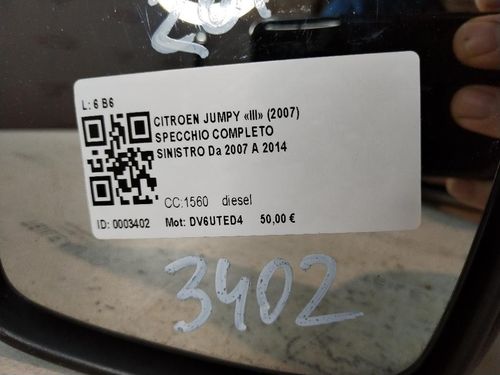 L: 6 B6
CITROEN JUMPY «III» (2007)
SPECCHIO COMPLETO
SINISTRO Da 2007 A 2014
CC:1560 diesel
ID: 0003402 Mot: DV6UTED4 50,00 €
3402